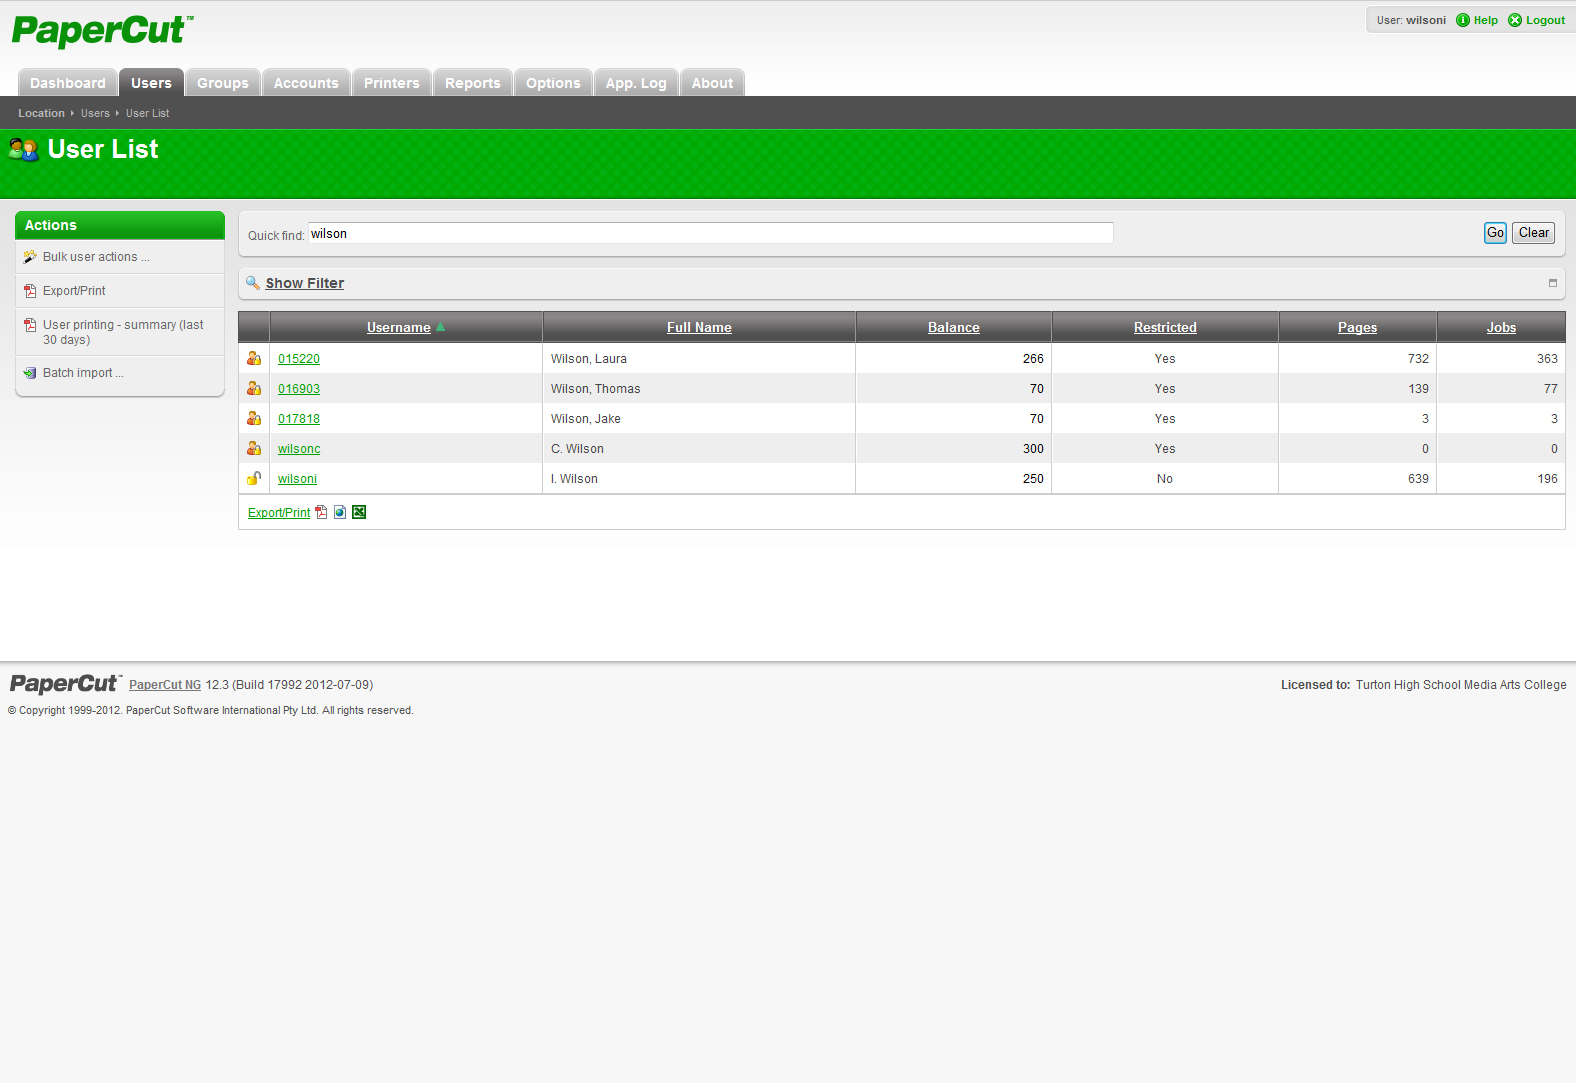 PaperCut™
User: wilsoni Help Logout
Dashboard Users Groups Accounts Printers Reports Options App. Log About
Location Users User List
User List
Actions
Bulk user actions ...
Export/Print
User printing - summary (last
30 days)
Batch import ...
Quick find: wilson Go Clear
Show Filter
Username Full Name Balance Restricted Pages Jobs
015220 Wilson, Laura 266 Yes 732 363
016903 Wilson, Thomas 70 Yes 139 77
017818 Wilson, Jake 70 Yes 3 3
wilsonc C. Wilson 300 Yes 0 0
wilsoni I. Wilson 250 No 639 196
Export/Print
PaperCut™ PaperCut NG 12.3 (Build 17992 2012-07-09) Licensed to: Turton High School Media Arts College
© Copyright 1999-2012. PaperCut Software International Pty Ltd. All rights reserved.